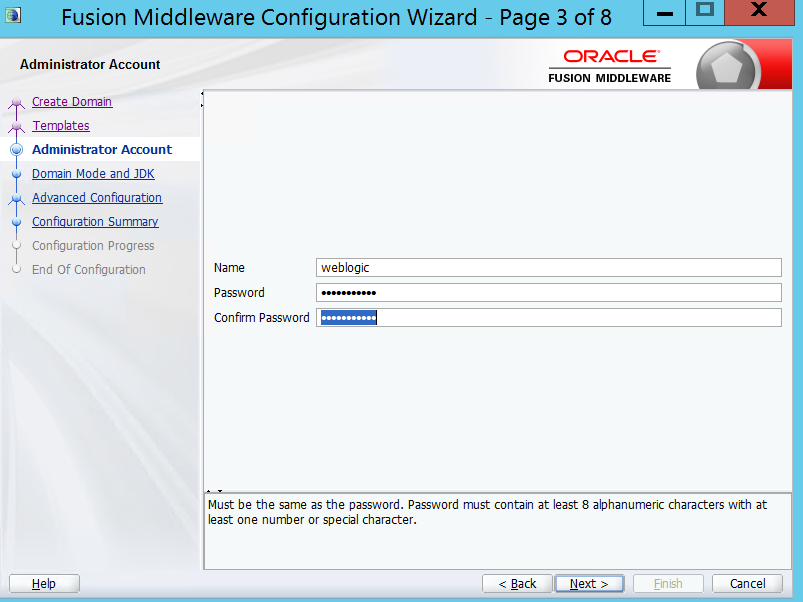 Fusion Middleware Configuration Wizard - Page 3 of 8
Administrator Account
ORACLE
FUSION MIDDLEWARE
Create Domain
Templates
Administrator Account
Domain Mode and JDK
Advanced Configuration
Configuration Summary
Configuration Progress
End Of Configuration
Name weblogic
Password •••••••••••
Confirm Password •••••••••••
Must be the same as the password. Password must contain at least 8 alphanumeric characters with at
least one number or special character.
Help < Back Next > Finish Cancel